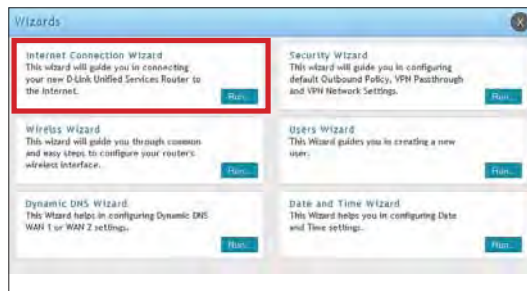 Wizards
Internet Connection Wizard
This wizard will guide you in connecting
your new D-Link Unified Services Router to
the Internet.
Run...
Security Wizard
This wizard will guide you in configuring
default Outbound Policy, VPN Passthrough
and VPN Network Settings.
Run...
Wireless Wizard
This wizard will guide you through common
and easy steps to configure your router's
wireless interface.
Run...
Users Wizard
This Wizard guides you in creating a new
user.
Run...
Dynamic DNS Wizard
This Wizard helps in configuring Dynamic DNS
WAN 1 or WAN 2 settings.
Run...
Date and Time Wizard
This Wizard helps you in configuring Date
and Time settings.
Run...